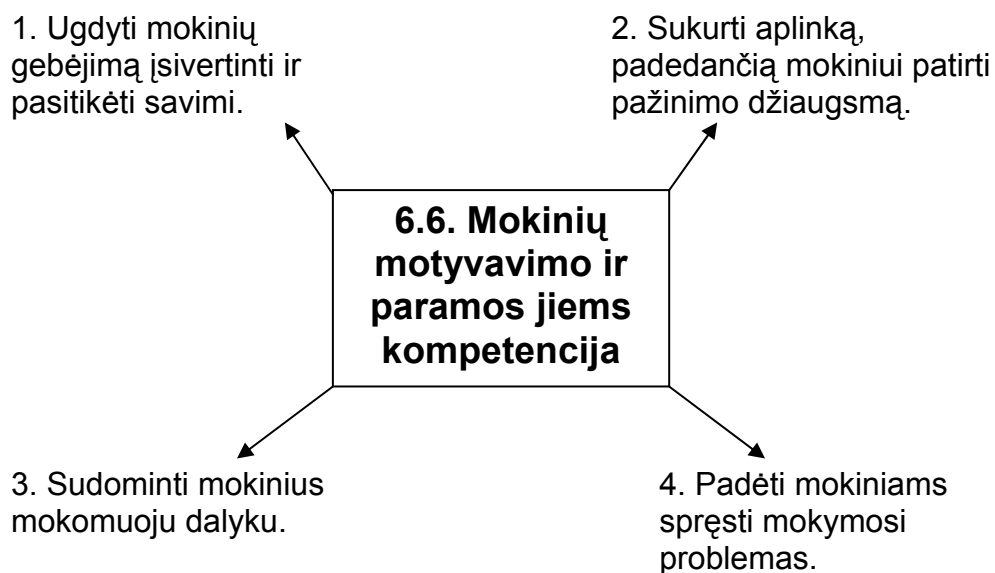 1. Ugdyti mokinių
gebėjimą įsivertinti ir
pasitikėti savimi.
2. Sukurti aplinką,
padedančią mokiniui patirti
pažinimo džiaugsmą.
6.6. Mokinių
motyvavimo ir
paramos jiems
kompetencija
3. Sudominti mokinius
mokomuoju dalyku.
4. Padėti mokiniams
spręsti mokymosi
problemas.